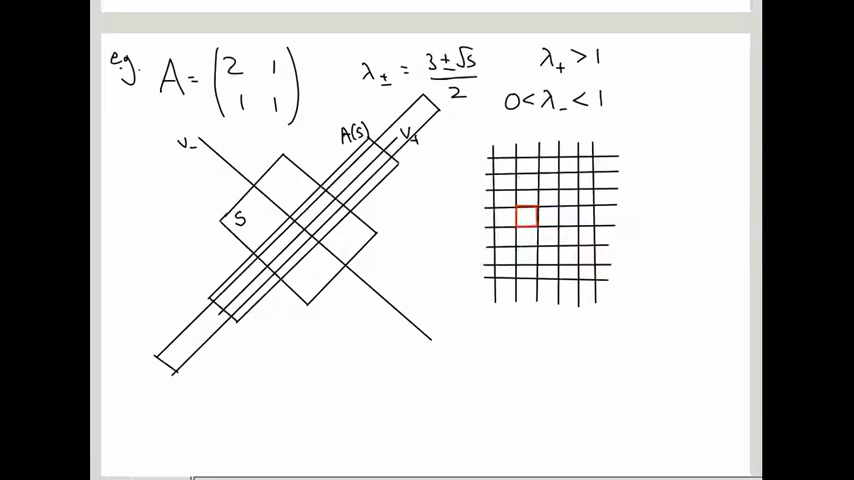 e.g. A = (2 1
1 1)
λ± = 3±√5
2
λ+ > 1
0 < λ- < 1
V-
A(S)
V+
S